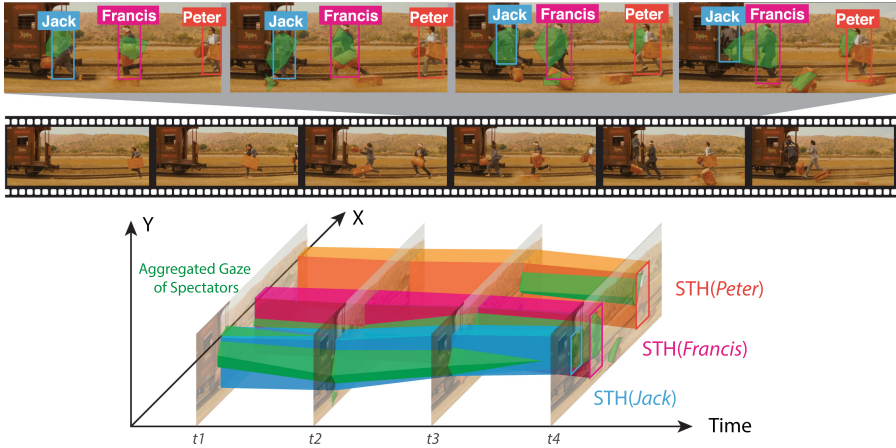 Jack
Francis
Peter
Jack
Francis
Peter
Jack
Francis
Peter
Jack
Francis
Peter
Y
X
Aggregated Gaze
of Spectators
STH(Peter)
STH(Francis)
STH(Jack)
Time
t1
t2
t3
t4